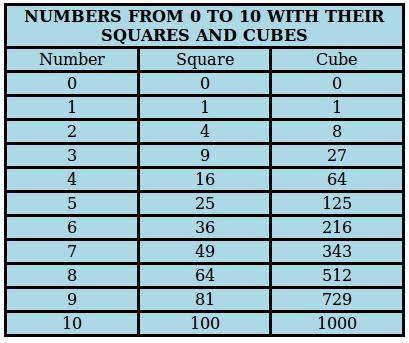 NUMBERS FROM 0 TO 10 WITH THEIR
SQUARES AND CUBES
Number Square Cube
0 0 0
1 1 1
2 4 8
3 9 27
4 16 64
5 25 125
6 36 216
7 49 343
8 64 512
9 81 729
10 100 1000